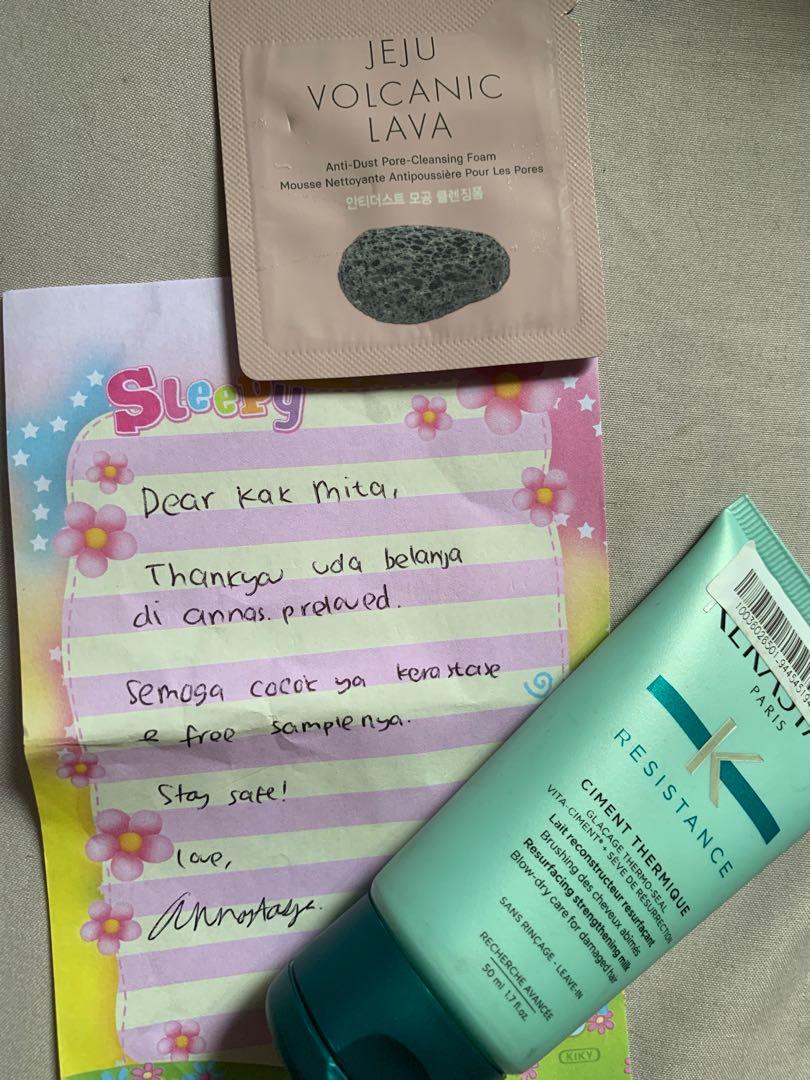 JEJU
VOLCANIC
LAVA
Anti-Dust Pore-Cleansing Foam
Mousse Nettoyante Antipoussière Pour Les Pores
안티더스트 모공 클렌징폼
SLeePy
Dear kak Mita,
Thankya uda belanja
di annas.preloved.
Semoga cocok ya kerastase
e free sample nya.
Stay safe!
Love,
PARIS
K
RESISTANCE
CIMENT THERMIQUE
GLACAGE THERMO-SEAL
VITA-CIMENT® + SÈVE DE RESURRECTION
Lait reconstructeur resurfaçant
Brushing des cheveux abîmés
Resurfacing strengthening milk
Blow-dry care for damaged hair
SANS RINÇAGE - LEAVE-IN
RECHERCHE AVANCÉE
50 ml 1.7 fl.oz.
KIKY